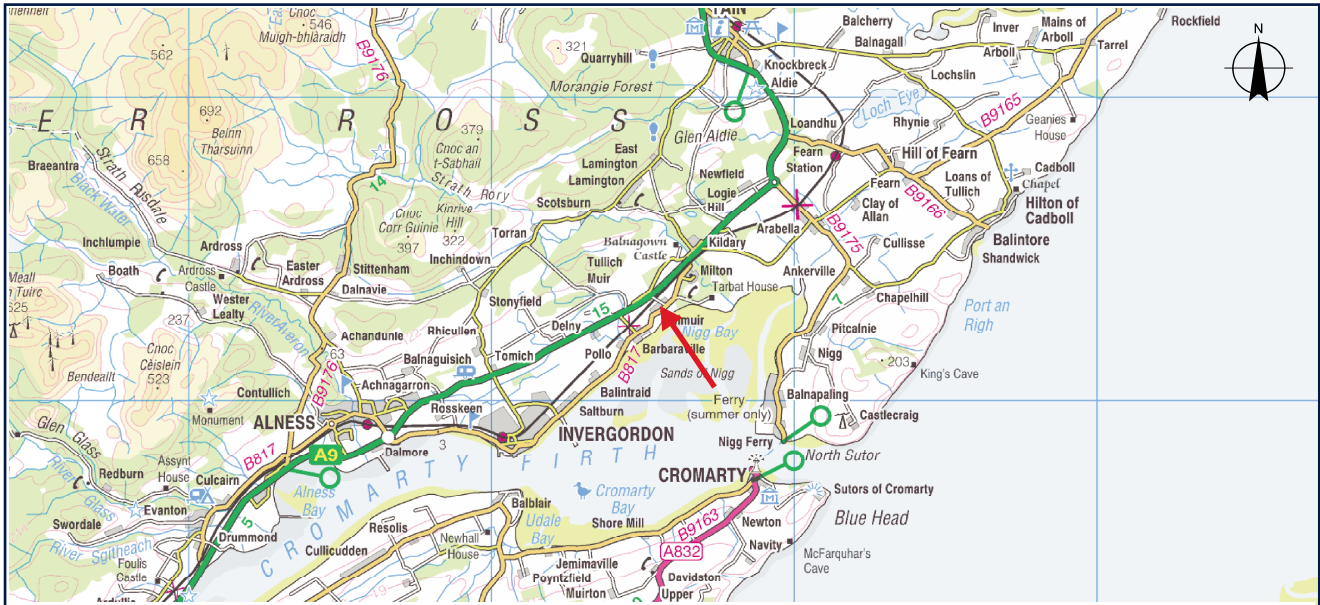 Cnoc
Muigh-bhlàraidh
546
562
B9176
321
Quarryhill
TAIN
i
Balcherry
Balnagall
Inver
Mains of
Arboll
Arboll
Tarrel
Rockfield
N
Knockbreck
Aldie
Lochslin
Morangie Forest
E R R O S S
692
Beinn
Tharsuinn
658
379
Cnoc an
t-Sabhail
Strath Rory
Glen Aldie
Loch Eye
Loandhu
Rhynie
B9165
Geanies
House
Braeantra
Strath Rusdale
Black Water
14
East
Lamington
Lamington
Newfield
Logie
Hill
Fearn
Station
Hill of Fearn
Fearn
Loans of
Tullich
Cadboll
Chapel
Hilton of
Cadboll
Cnoc
Corr Guinie
397
Kinrive
Hill
322
Scotsburn
Clay of
Allan
B9166
Balintore
Shandwick
Inchlumpie
Ardross
Torran
Balnagown
Castle
Kildary
Arabella
B9175
Cullisse
Boath
Ardross
Castle
Easter
Ardross
Stittenham
Dalnavie
Inchindown
Tullich
Muir
Milton
Tarbat House
Ankerville
Meall
Wester
Lealty
River Averon
Stonyfield
15
7
Chapelhill
Port an
Righ
237
Achandunie
Rhicullen
Delny
Nigg Bay
Pitcalnie
Cnoc
Cèislein
523
63
Balnaguisich
Tomich
Pollo
Barbaraville
Nigg
Bendeallt
B9176
Achnagarron
B817
Sands of Nigg
203
King's Cave
Contullich
Balintraid
Ferry
(summer only)
Balnapaling
Monument
Rosskeen
Saltburn
Castlecraig
ALNESS
INVERGORDON
Nigg Ferry
Glen Glass
B817
A9
3
Dalmore
North Sutor
River
Glass
Redburn
Assynt
House
Culcairn
CROMARTY FIRTH
CROMARTY
Alness
Bay
Cromarty
Bay
Sutors of Cromarty
Swordale
Evanton
Balblair
Udale
Bay
Shore Mill
B9163
Newton
Blue Head
5
Drummond
Resolis
Newhall
House
Navity
River Sgitheach
Cullicudden
A832
McFarquhar's
Cave
Foulis
Castle
Jemimaville
Poyntzfield
Davidston
Muirton
Upper